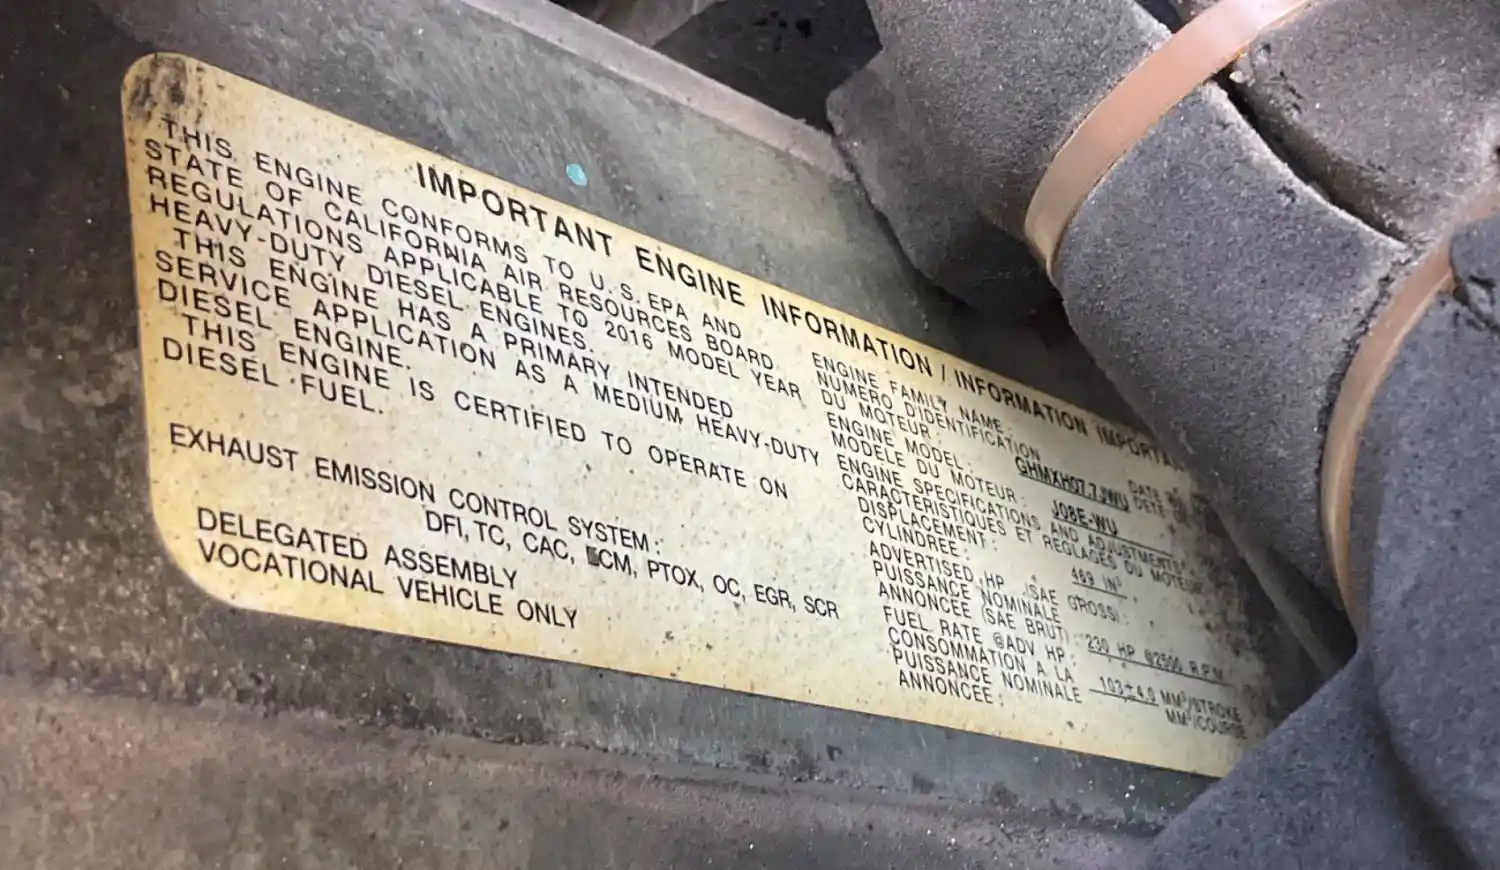 IMPORTANT ENGINE INFORMATION / INFORMATION IMPORTA
THIS ENGINE CONFORMS TO U.S.EPA AND
STATE OF CALIFORNIA AIR RESOURCES BOARD
REGULATIONS APPLICABLE TO 2016 MODEL YEAR
HEAVY-DUTY DIESEL ENGINES.
THIS ENGINE HAS A PRIMARY INTENDED
SERVICE APPLICATION AS A MEDIUM HEAVY-DUTY
DIESEL ENGINE.
THIS ENGINE IS CERTIFIED TO OPERATE ON
DIESEL FUEL.
EXHAUST EMISSION CONTROL SYSTEM:
DFI, TC, CAC, ECM, PTOX, OC, EGR, SCR
DELEGATED ASSEMBLY
VOCATIONAL VEHICLE ONLY
ENGINE FAMILY NAME:
NUMERO D'IDENTIFICATION
DU MOTEUR: GHMXH07.7JWU
ENGINE MODEL:
MODELE DU MOTEUR: J08E-WU
ENGINE SPECIFICATIONS AND ADJUSTMENTS
CARACTERISTIQUES ET REGLAGES DU MOTEUR
DISPLACEMENT:
CYLINDREE: 469 IN³
ADVERTISED HP (SAE GROSS):
PUISSANCE NOMINALE
ANNONCEE (SAE BRUT): 230 HP @2500 R.P.M.
FUEL RATE @ADV HP:
CONSOMMATION A LA 103±4.0 MM³/STROKE
PUISSANCE NOMINALE MM³/COURSE
ANNONCEE:
DATE